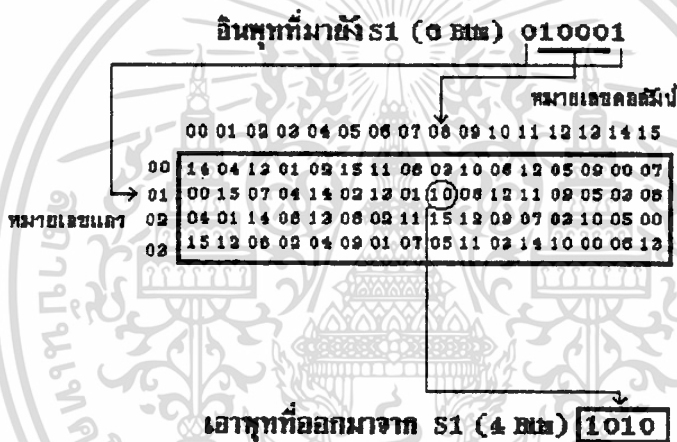 อินพุทที่มายัง S1 (6 Bits) 010001
หมายเลขคอลัมน์
00 01 02 03 04 05 06 07 08 09 10 11 12 13 14 15
00 14 04 13 01 02 15 11 08 03 10 06 12 05 09 00 07
01 00 15 07 04 14 02 13 01 10 06 12 11 09 05 03 08
หมายเลขแถว 02 04 01 14 08 13 06 02 11 15 12 09 07 03 10 05 00
03 15 12 08 02 04 09 01 07 05 11 03 14 10 00 06 13
เอาพุทที่ออกมาจาก S1 (4 Bits) 1010